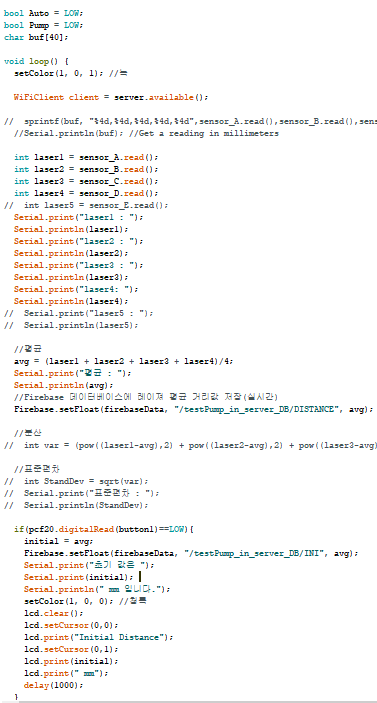 bool Auto = LOW;
bool Pump = LOW;
char buf[40];
void loop() {
setColor(1, 0, 1); //녹
WiFiClient client = server.available();
// sprintf(buf, "%4d,%4d,%4d,%4d,%4d",sensor_A.read(),sensor_B.read(),sens
//Serial.println(buf); //Get a reading in millimeters
int laser1 = sensor_A.read();
int laser2 = sensor_B.read();
int laser3 = sensor_C.read();
int laser4 = sensor_D.read();
// int laser5 = sensor_E.read();
Serial.print("laser1 : ");
Serial.println(laser1);
Serial.print("laser2 : ");
Serial.println(laser2);
Serial.print("laser3 : ");
Serial.println(laser3);
Serial.print("laser4: ");
Serial.println(laser4);
// Serial.print("laser5 : ");
// Serial.println(laser5);
//평균
avg = (laser1 + laser2 + laser3 + laser4)/4;
Serial.print("평균 : ");
Serial.println(avg);
//Firebase 데이터베이스에 레이져 평균 거리값 저장(실시간)
Firebase.setFloat(firebaseData, "/testPump_in_server_DB/DISTANCE", avg);
//분산
// int var = (pow((laser1-avg),2) + pow((laser2-avg),2) + pow((laser3-avg)
//표준편차
// int StandDev = sqrt(var);
// Serial.print("표준편차 : ");
// Serial.println(StandDev);
if(pcf20.digitalRead(button1)==LOW){
initial = avg;
Firebase.setFloat(firebaseData, "/testPump_in_server_DB/INI", avg);
Serial.print("초기 값은 ");
Serial.print(initial);
Serial.println(" mm 입니다.");
setColor(1, 0, 0); //청록
lcd.clear();
lcd.setCursor(0,0);
lcd.print("Initial Distance");
lcd.setCursor(0,1);
lcd.print(initial);
lcd.print(" mm");
delay(1000);
}